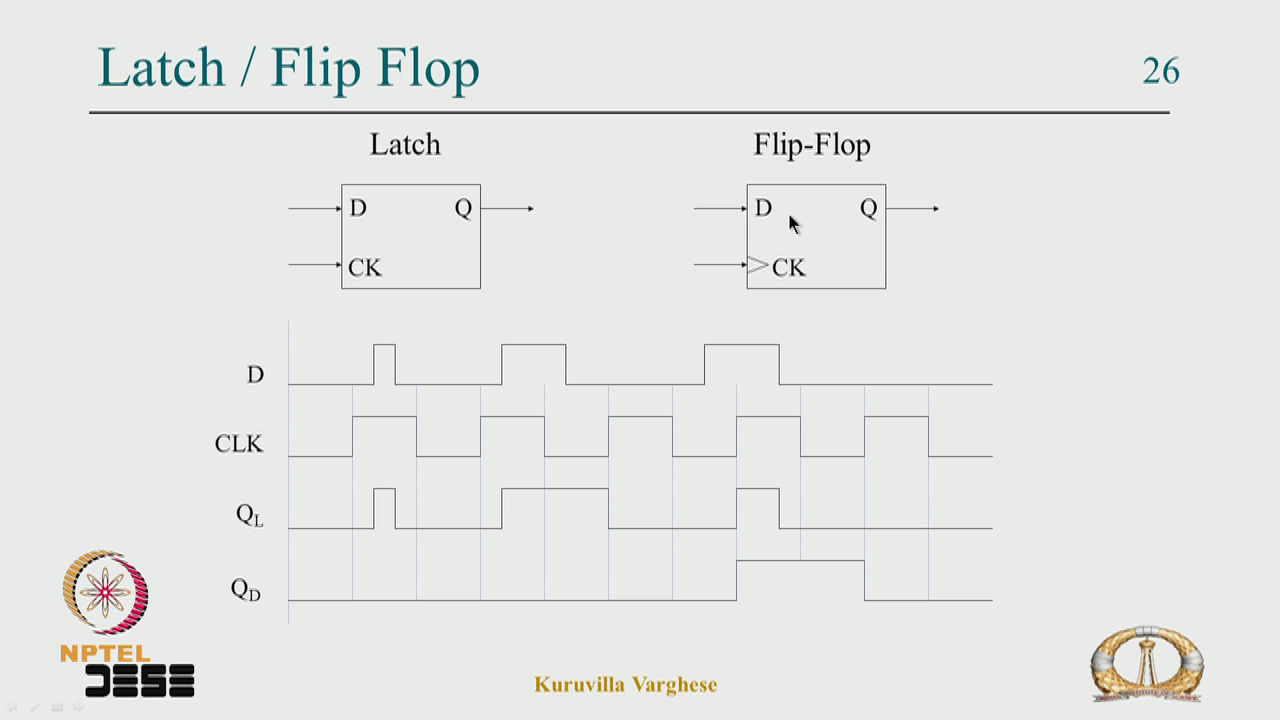 Latch / Flip Flop
26
Latch
Flip-Flop
D Q
CK
D Q
CK
D
CLK
QL
QD
NPTEL
Kuruvilla Varghese